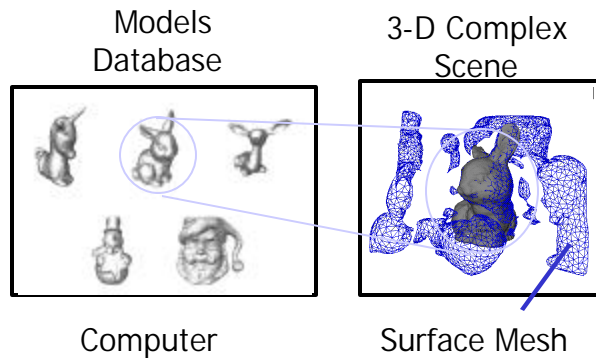 Models
Database
3-D Complex
Scene
Computer
Surface Mesh